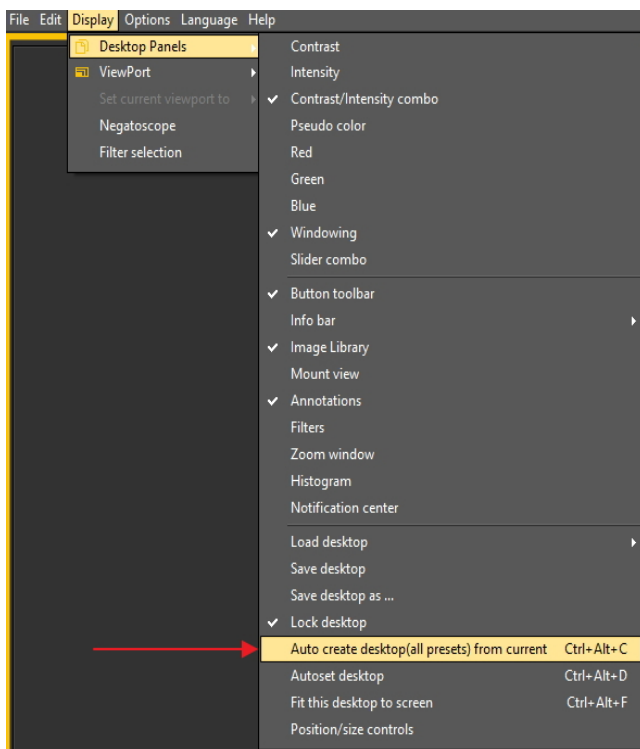 File Edit Display Options Language Help
Desktop Panels
ViewPort
Set current viewport to
Negatoscope
Filter selection
Contrast
Intensity
Contrast/Intensity combo
Pseudo color
Red
Green
Blue
Windowing
Slider combo
Button toolbar
Info bar
Image Library
Mount view
Annotations
Filters
Zoom window
Histogram
Notification center
Load desktop
Save desktop
Save desktop as ...
Lock desktop
Auto create desktop(all presets) from current Ctrl+Alt+C
Autoset desktop Ctrl+Alt+D
Fit this desktop to screen Ctrl+Alt+F
Position/size controls